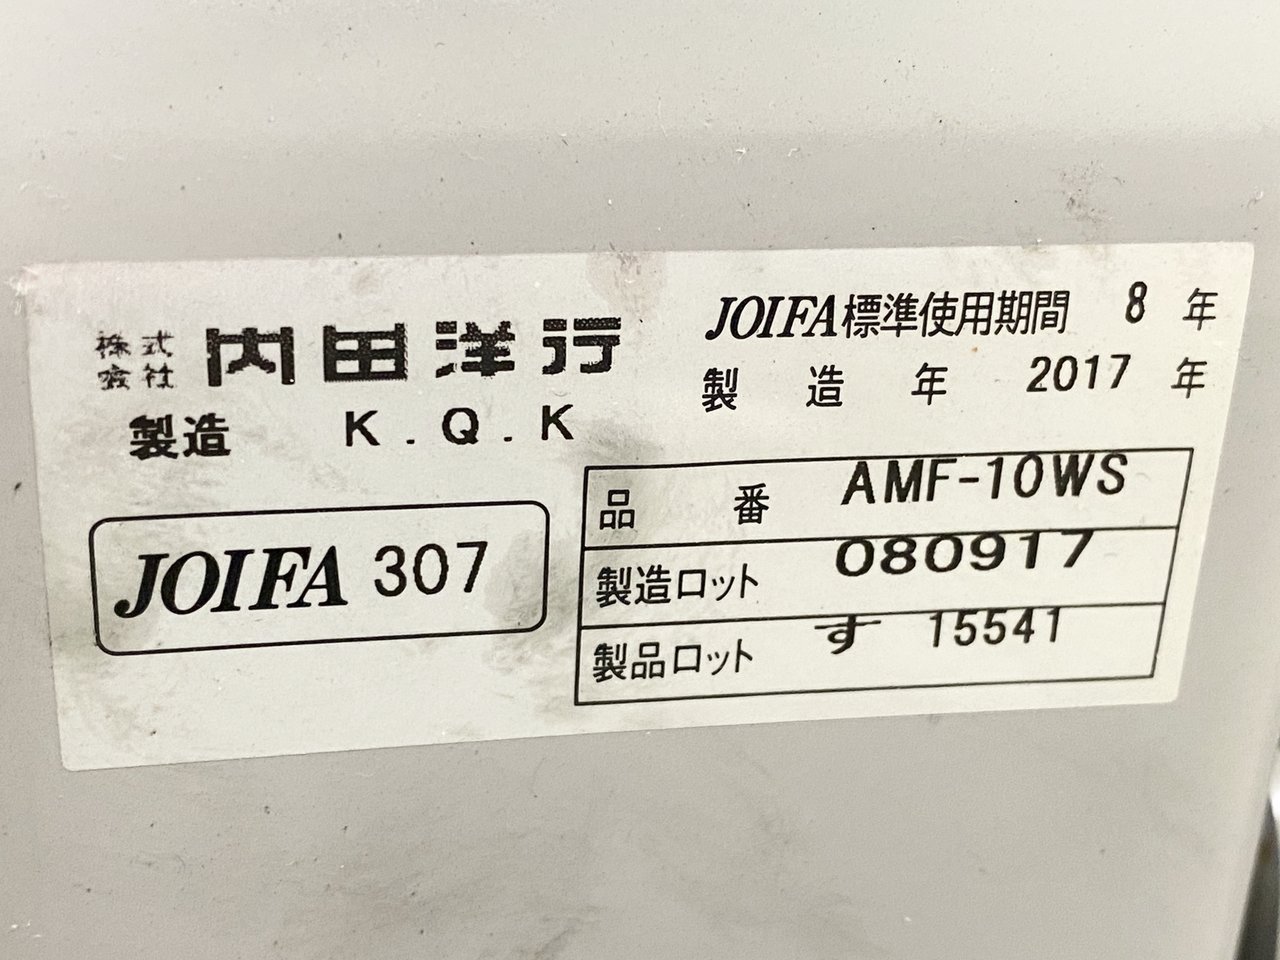 株式会社 内田洋行
製造 K.Q.K
JOIFA 307
JOIFA標準使用期間 8 年
製造年 2017 年
品番 AMF-10WS
製造ロット 080917
製品ロット す 15541